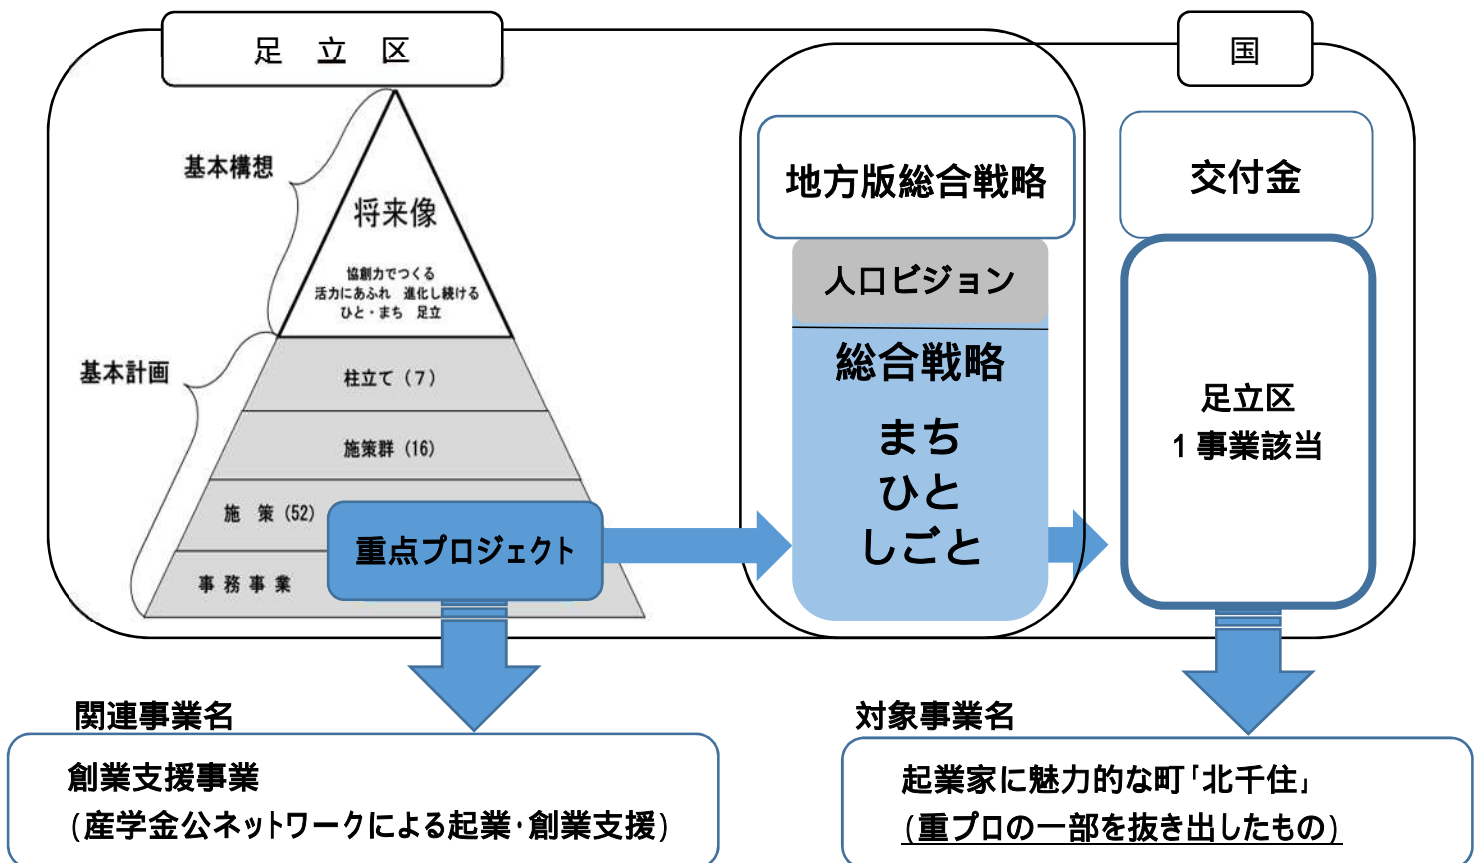 足 立 区
国
基本構想
将来像
協創力でつくる
活力にあふれ 進化し続ける
ひと・まち 足立
基本計画
柱立て（７）
施策群（16）
施 策（52）
事 務 事 業
重点プロジェクト
地方版総合戦略
人口ビジョン
総合戦略
まち
ひと
しごと
交付金
足立区
１事業該当
関連事業名
創業支援事業
（産学金公ネットワークによる起業・創業支援）
対象事業名
起業家に魅力的な町「北千住」
（重プロの一部を抜き出したもの）